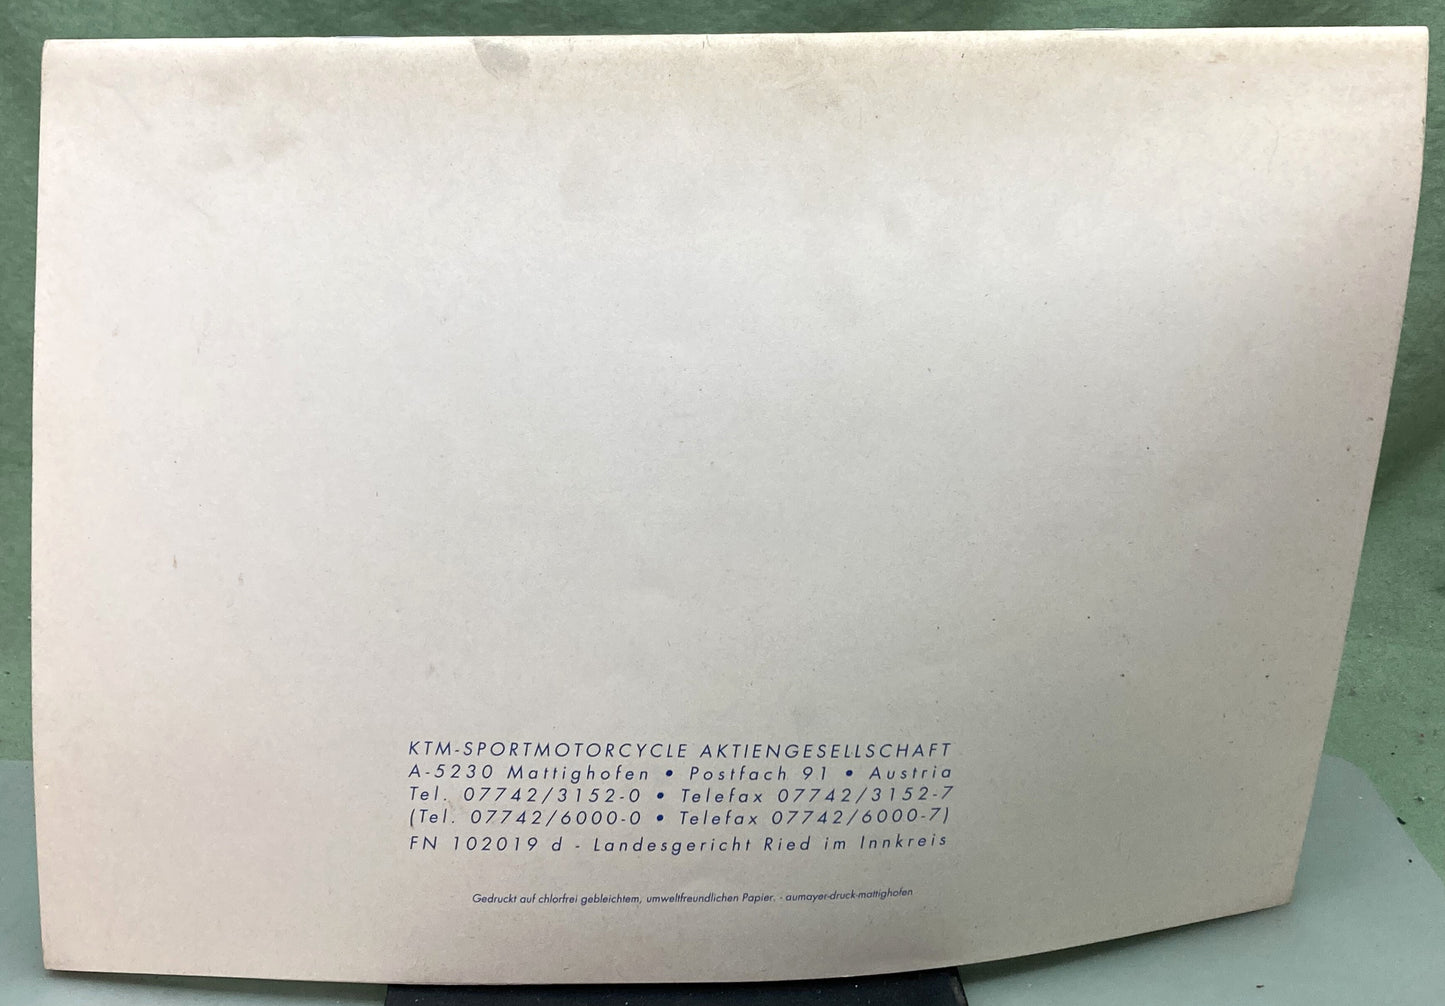 KTM-SPORTMOTORCYCLE AKTIENGESELLSCHAFT
A-5230 Mattighofen • Postfach 91 • Austria
Tel. 07742/3152-0 • Telefax 07742/3152-7
(Tel. 07742/6000-0 • Telefax 07742/6000-7)
FN 102019 d - Landesgericht Ried im Innkreis
Gedruckt auf chlorfrei gebleichtem, umweltfreundlichen Papier. - aumayer-druck-mattighofen